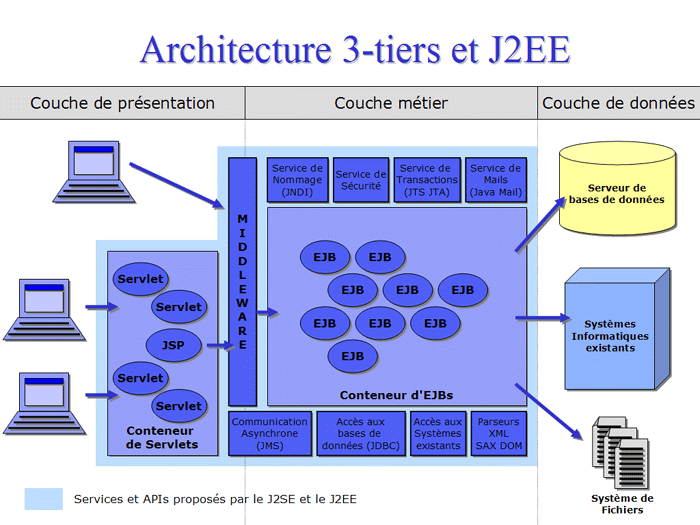 Architecture 3-tiers et J2EE
Couche de présentation
Couche métier
Couche de données
Service de
Nommage
(JNDI)
Service de
Sécurité
Service de
Transactions
(JTS JTA)
Service de
Mails
(Java Mail)
MIDDLEWARE
Servlet
Servlet
JSP
Servlet
Servlet
Conteneur
de Servlets
EJB
EJB
EJB
EJB
EJB
EJB
EJB
EJB
EJB
Conteneur d'EJBs
Communication
Asynchrone
(JMS)
Accès aux
bases de
données (JDBC)
Accès aux
Systèmes
existants
Parseurs
XML
SAX DOM
Serveur de
bases de données
Systèmes
Informatiques
existants
Système de
Fichiers
Services et APIs proposés par le J2SE et le J2EE